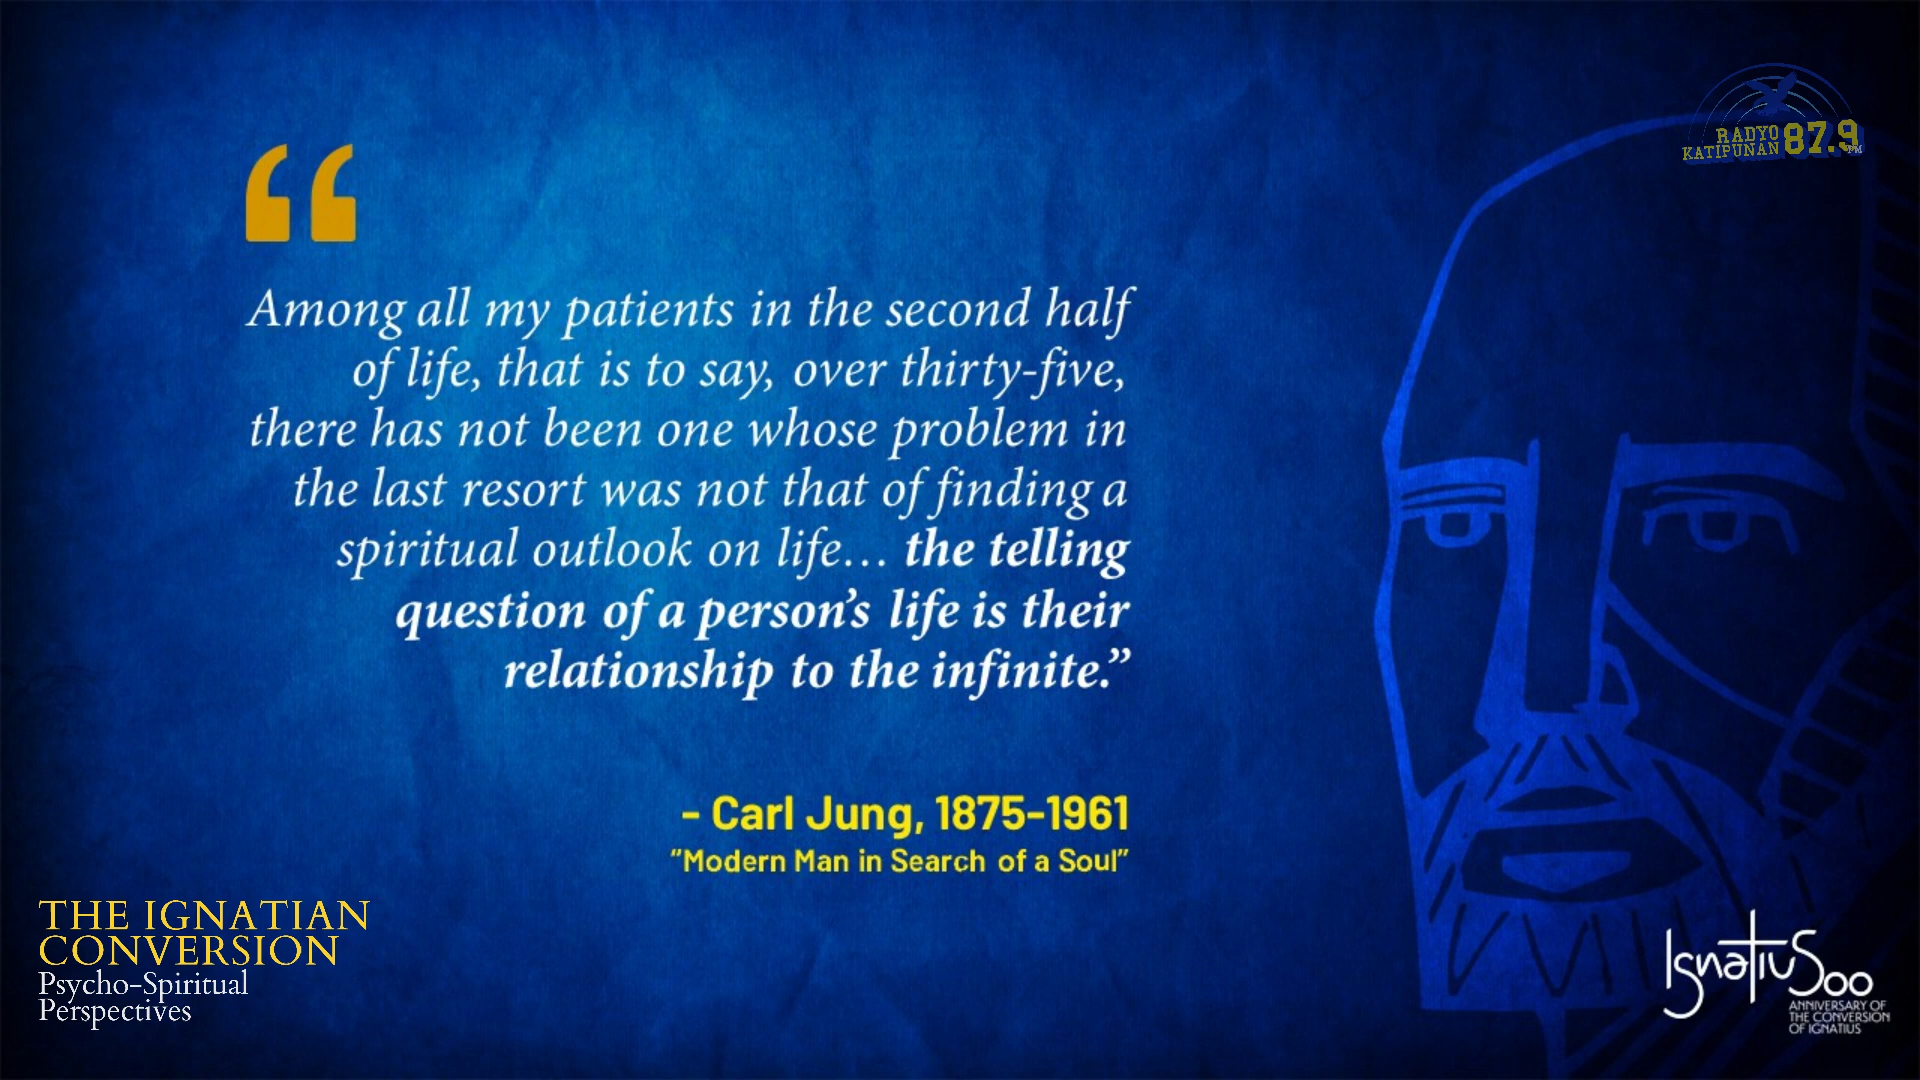 RADYO
KATIPUNAN 87.9 FM
“
Among all my patients in the second half
of life, that is to say, over thirty-five,
there has not been one whose problem in
the last resort was not that of finding a
spiritual outlook on life… the telling
question of a person’s life is their
relationship to the infinite.”
– Carl Jung, 1875-1961
“Modern Man in Search of a Soul”
THE IGNATIAN
CONVERSION
Psycho-Spiritual
Perspectives
Ignatius500
ANNIVERSARY OF
THE CONVERSION
OF IGNATIUS